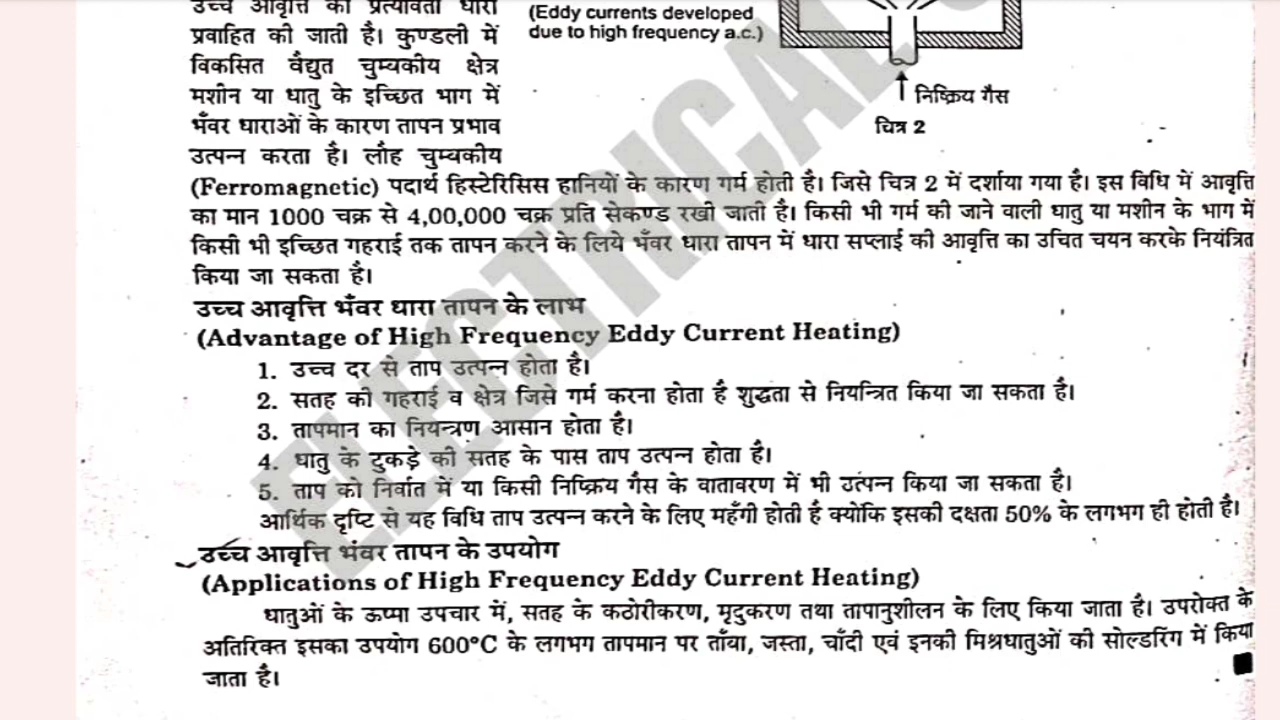 उच्च आवृत्ति की प्रत्यावर्ती धारा
प्रवाहित की जाती है। कुण्डली में
विकसित वैद्युत चुम्बकीय क्षेत्र
मशीन या धातु के इच्छित भाग में
भँवर धाराओं के कारण तापन प्रभाव
उत्पन्न करता है। लौह चुम्बकीय
(Eddy currents developed
due to high frequency a.c.)
निष्क्रिय गैस
चित्र 2
(Ferromagnetic) पदार्थ हिस्टेरिसिस हानियों के कारण गर्म होती है। जिसे चित्र 2 में दर्शाया गया है। इस विधि में आवृत्ति
का मान 1000 चक्र से 4,00,000 चक्र प्रति सेकण्ड रखी जाती है। किसी भी गर्म की जाने वाली धातु या मशीन के भाग में
किसी भी इच्छित गहराई तक तापन करने के लिये भँवर धारा तापन में धारा सप्लाई की आवृत्ति का उचित चयन करके नियंत्रित
किया जा सकता है।
उच्च आवृत्ति भँवर धारा तापन के लाभ
(Advantage of High Frequency Eddy Current Heating)
1. उच्च दर से ताप उत्पन्न होता है।
2. सतह की गहराई व क्षेत्र जिसे गर्म करना होता है शुद्धता से नियन्त्रित किया जा सकता है।
3. तापमान का नियन्त्रण आसान होता है।
4. धातु के टुकड़े की सतह के पास ताप उत्पन्न होता है।
5. ताप को निर्वात में या किसी निष्क्रिय गैस के वातावरण में भी उत्पन्न किया जा सकता है।
आर्थिक दृष्टि से यह विधि ताप उत्पन्न करने के लिए महँगी होती है क्योंकि इसकी दक्षता 50% के लगभग ही होती है।
उच्च आवृत्ति भंवर तापन के उपयोग
(Applications of High Frequency Eddy Current Heating)
धातुओं के ऊष्मा उपचार में, सतह के कठोरीकरण, मृदुकरण तथा तापानुशीलन के लिए किया जाता है। उपरोक्त के
अतिरिक्त इसका उपयोग 600°C के लगभग तापमान पर ताँवा, जस्ता, चाँदी एवं इनकी मिश्रधातुओं की सोल्डरिंग में किया
जाता है।
ELECTRICAL